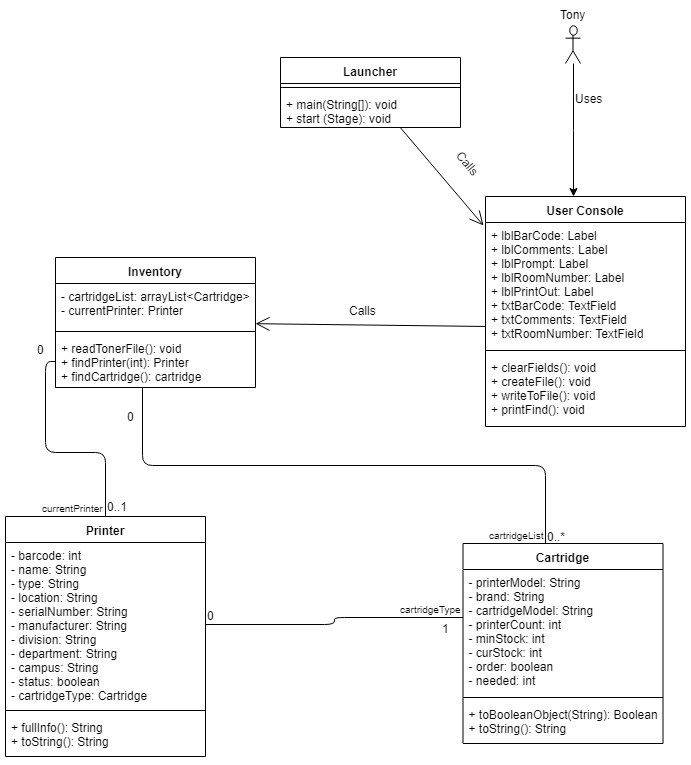 Tony
Uses
Launcher
+ main(String[]): void
+ start (Stage): void
Calls
User Console
+ lblBarCode: Label
+ lblComments: Label
+ lblPrompt: Label
+ lblRoomNumber: Label
+ lblPrintOut: Label
+ txtBarCode: TextField
+ txtComments: TextField
+ txtRoomNumber: TextField
+ clearFields(): void
+ createFile(): void
+ writeToFile(): void
+ printFind(): void
Calls
Inventory
- cartridgeList: arrayList<Cartridge>
- currentPrinter: Printer
+ readTonerFile(): void
+ findPrinter(int): Printer
+ findCartridge(): cartridge
0
0
currentPrinter
0..1
cartridgeList
0..*
Printer
- barcode: int
- name: String
- type: String
- location: String
- serialNumber: String
- manufacturer: String
- division: String
- department: String
- campus: String
- status: boolean
- cartridgeType: Cartridge
+ fullInfo(): String
+ toString(): String
0
cartridgeType
1
Cartridge
- printerModel: String
- brand: String
- cartridgeModel: String
- printerCount: int
- minStock: int
- curStock: int
- order: boolean
- needed: int
+ toBooleanObject(String): Boolean
+ toString(): String